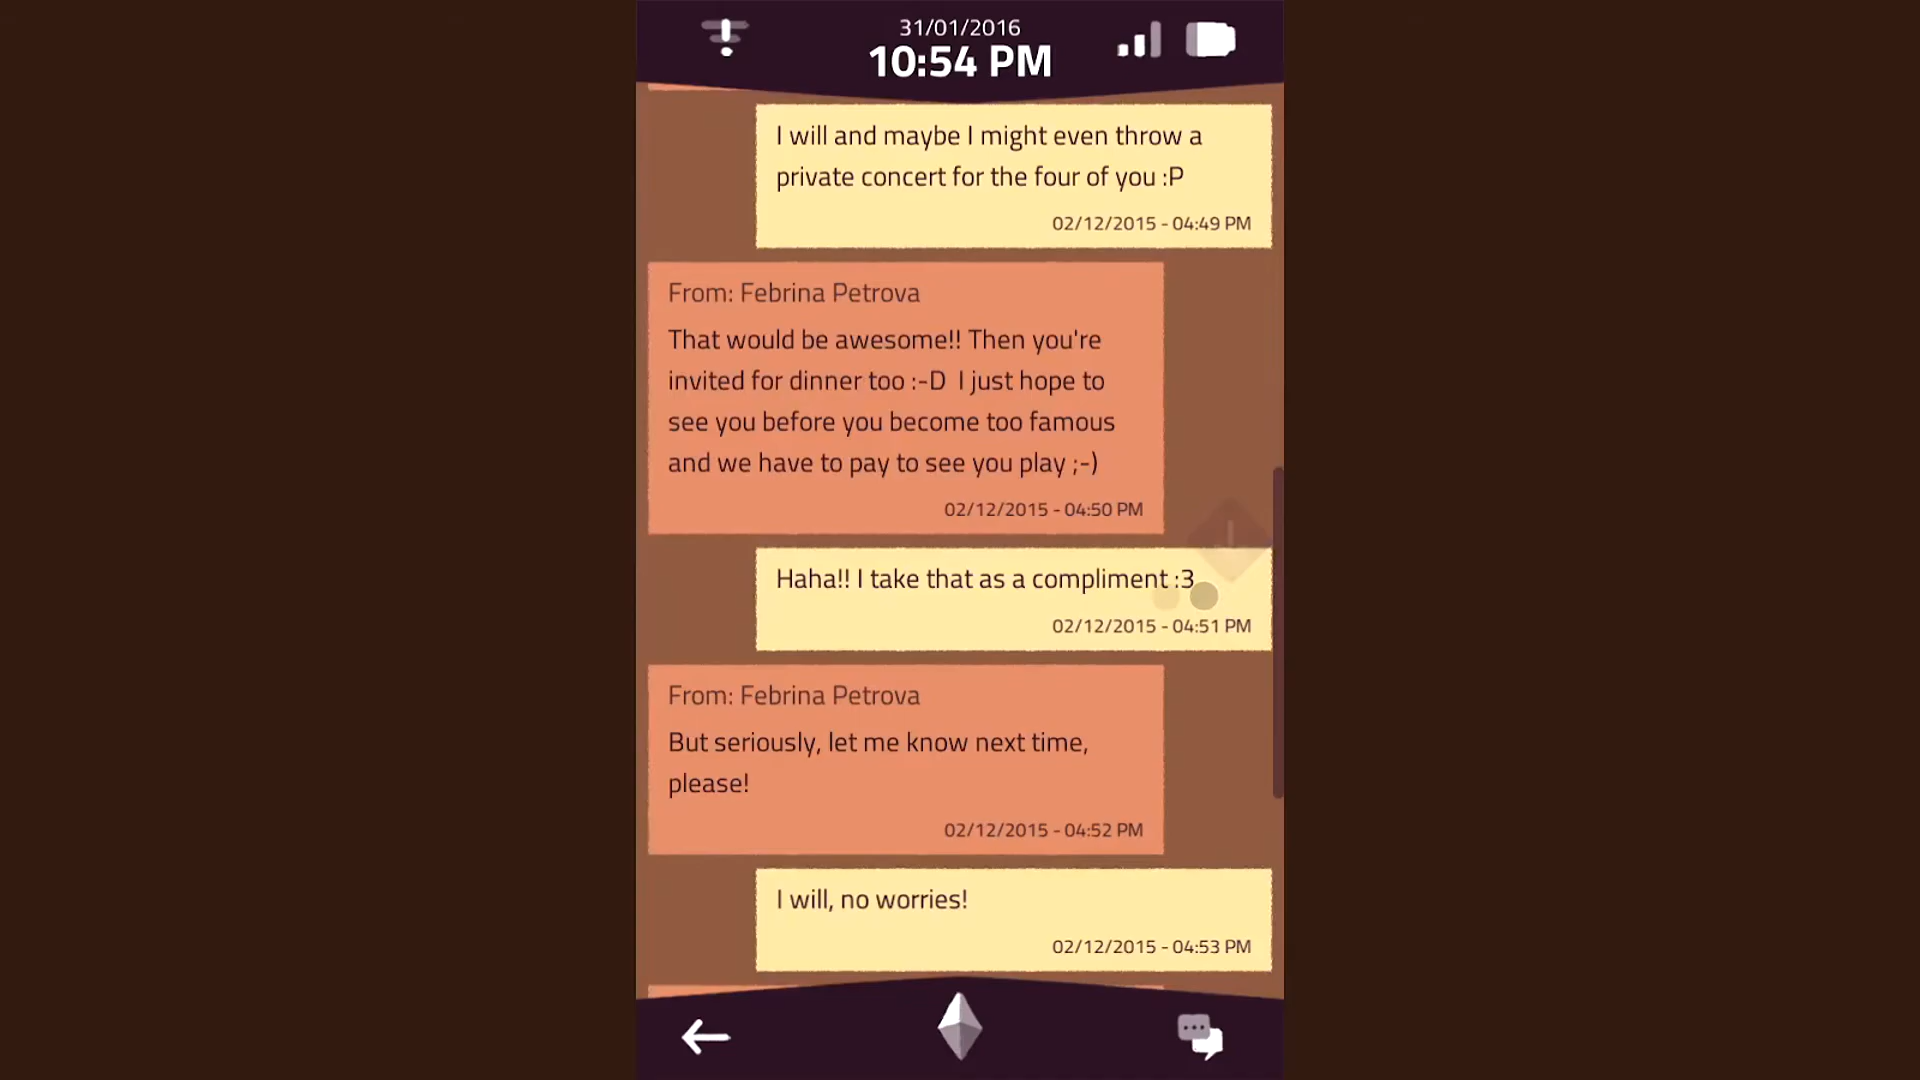 31/01/2016
10:54 PM
I will and maybe I might even throw a
private concert for the four of you :P
02/12/2015 - 04:49 PM
From: Febrina Petrova
That would be awesome!! Then you're
invited for dinner too :-D  I just hope to
see you before you become too famous
and we have to pay to see you play ;-)
02/12/2015 - 04:50 PM
Haha!! I take that as a compliment :3
02/12/2015 - 04:51 PM
From: Febrina Petrova
But seriously, let me know next time,
please!
02/12/2015 - 04:52 PM
I will, no worries!
02/12/2015 - 04:53 PM